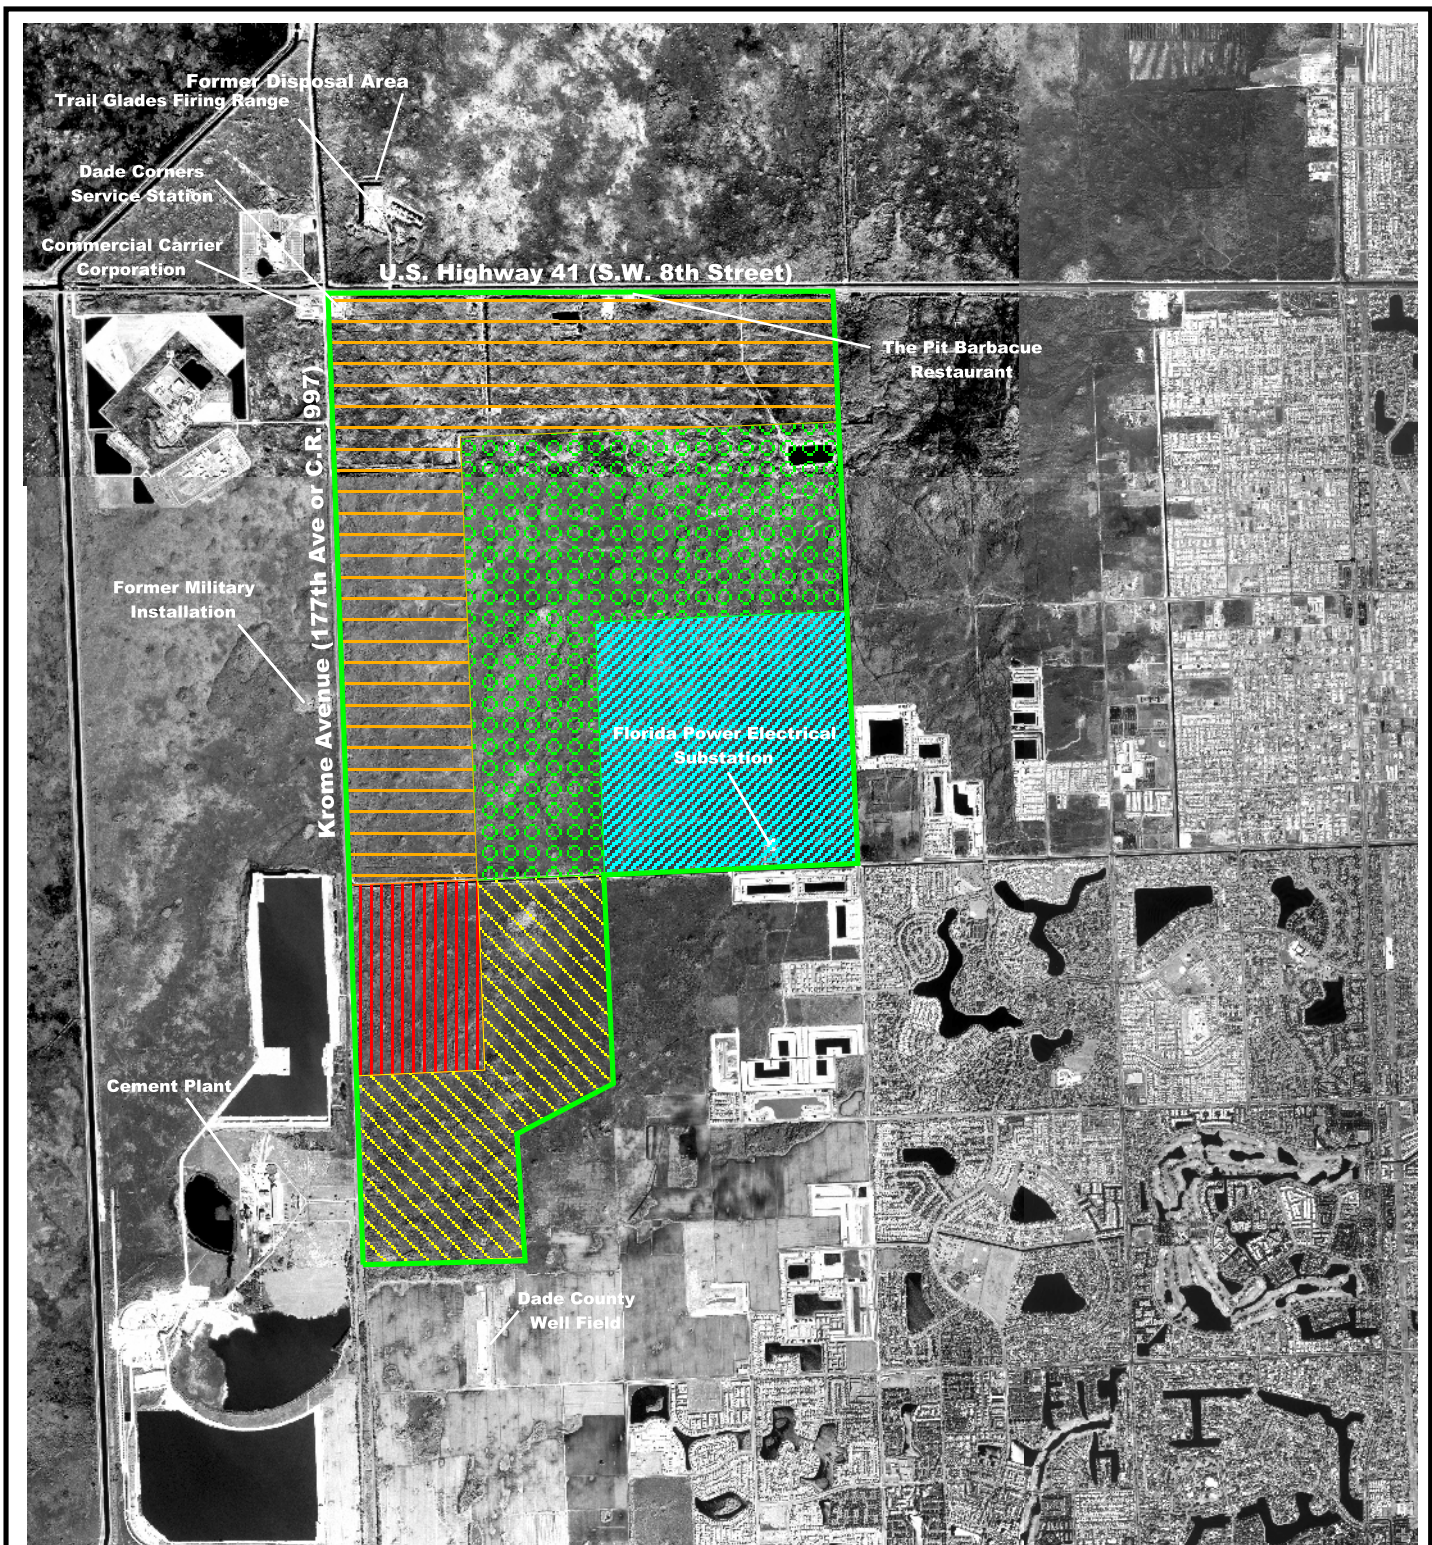 Former Disposal Area
Trail Glades Firing Range
Dade Corners
Service Station
Commercial Carrier
Corporation
U.S. Highway 41 (S.W. 8th Street)
The Pit Barbacue
Restaurant
Krome Avenue (177th Ave or C.R. 997)
Former Military
Installation
Florida Power Electrical
Substation
Cement Plant
Dade County
Well Field